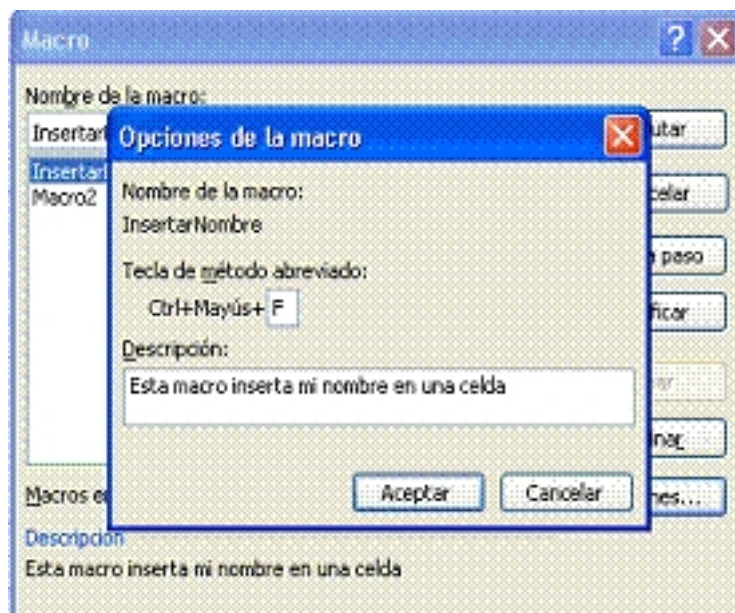 Macro
Nombre de la macro:
Opciones de la macro
Nombre de la macro:
InsertarNombre
Tecla de método abreviado:
Ctrl+Mayús+ F
Descripción:
Esta macro inserta mi nombre en una celda
Aceptar
Cancelar
Macro2
paso
Descripción
Esta macro inserta mi nombre en una celda